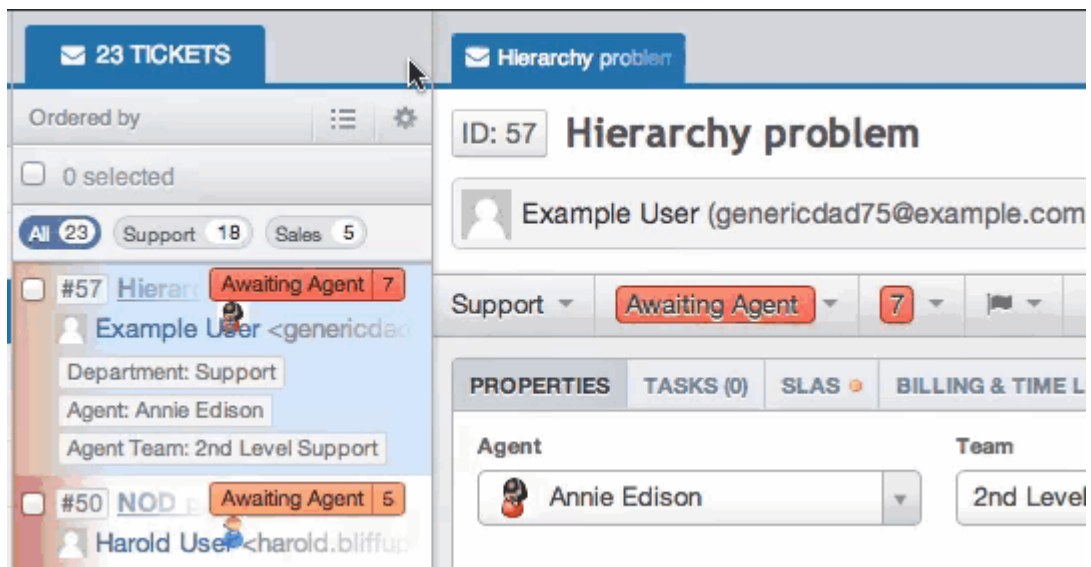 23 TICKETS
Ordered by
0 selected
All 23 Support 18 Sales 5
#57 Hierar Awaiting Agent 7
Example User <genericdad
Department: Support
Agent: Annie Edison
Agent Team: 2nd Level Support
#50 NOD Awaiting Agent 5
Harold User <harold.bliffup
Hierarchy problem
ID: 57 Hierarchy problem
Example User (genericdad75@example.com
Support Awaiting Agent 7
PROPERTIES TASKS (0) SLAS BILLING & TIME L
Agent Team
Annie Edison 2nd Level